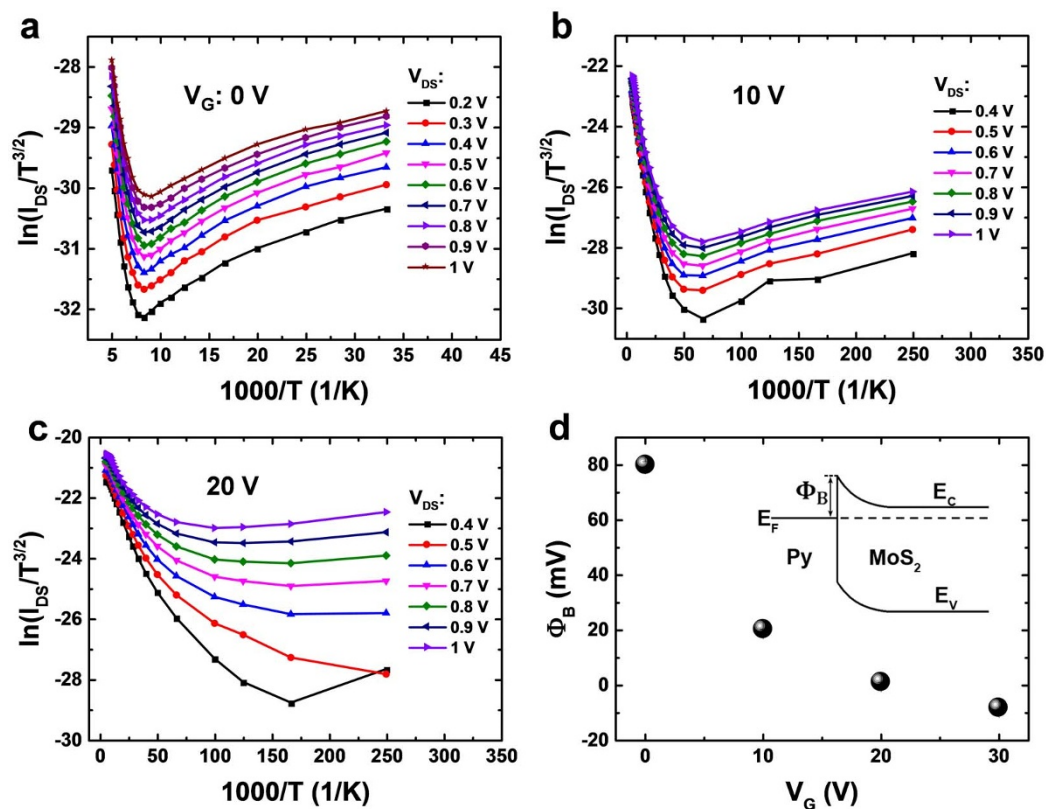 a
V_G: 0 V
V_DS:
0.2 V
0.3 V
0.4 V
0.5 V
0.6 V
0.7 V
0.8 V
0.9 V
1 V
ln(I_DS/T^3/2)
-28
-29
-30
-31
-32
5 10 15 20 25 30 35 40 45
1000/T (1/K)
b
10 V
V_DS:
0.4 V
0.5 V
0.6 V
0.7 V
0.8 V
0.9 V
1 V
ln(I_DS/T^3/2)
-22
-24
-26
-28
-30
0 50 100 150 200 250 300 350
1000/T (1/K)
c
20 V
V_DS:
0.4 V
0.5 V
0.6 V
0.7 V
0.8 V
0.9 V
1 V
ln(I_DS/T^3/2)
-20
-22
-24
-26
-28
-30
0 50 100 150 200 250 300 350
1000/T (1/K)
d
Φ_B (mV)
80
60
40
20
0
-20
Φ_B
E_C
E_F
Py
MoS_2
E_V
0 10 20 30
V_G (V)